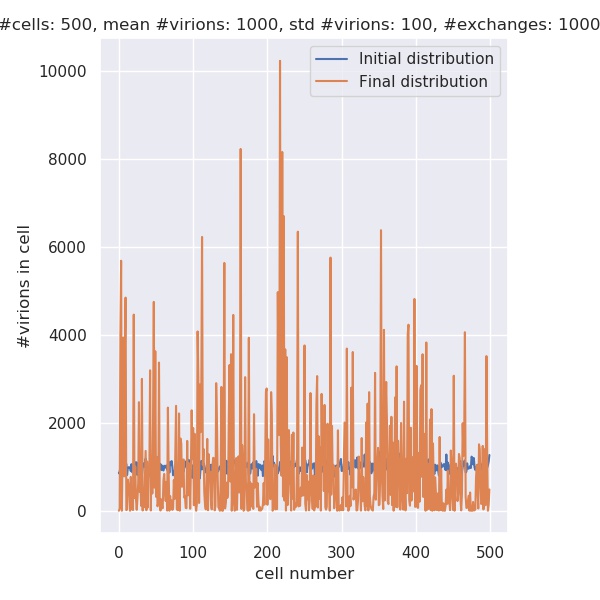 #cells: 500, mean #virions: 1000, std #virions: 100, #exchanges: 1000
Initial distribution
Final distribution
10000
8000
6000
4000
2000
0
#virions in cell
0 100 200 300 400 500
cell number